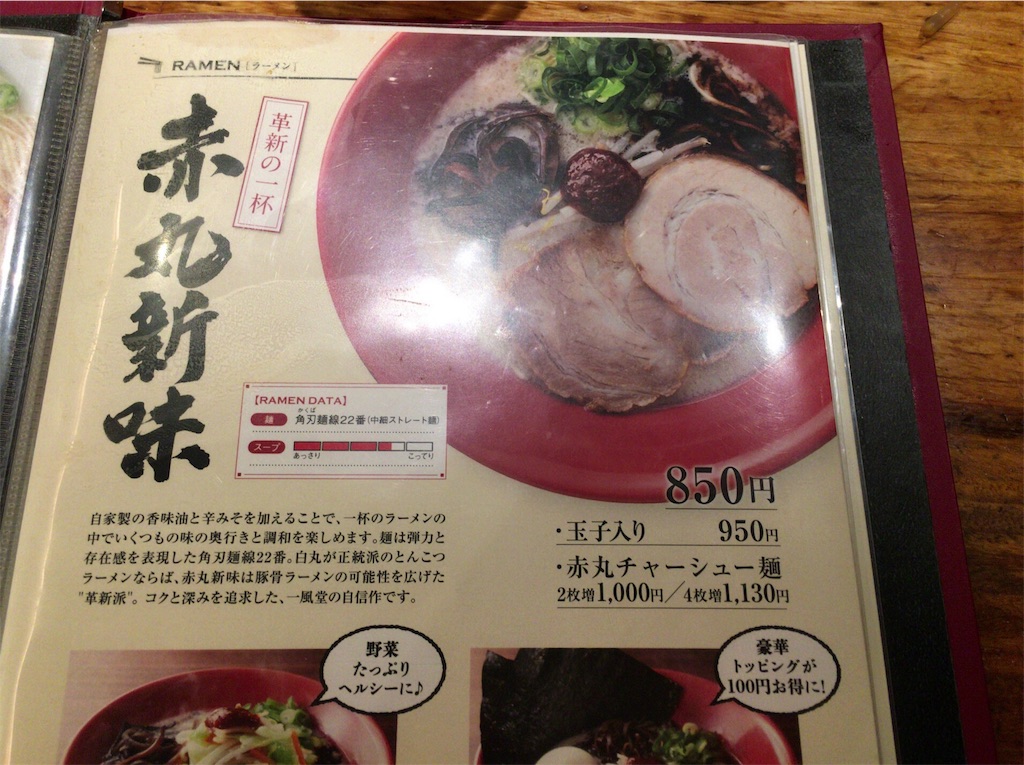 RAMEN［ラーメン］
革新の一杯
赤丸新味
【RAMEN DATA】
麺 角刃麺線22番(中細ストレート麺)
かくば
スープ
あっさり こってり
850円
・玉子入り 950円
・赤丸チャーシュー麺
2枚増1,000円／4枚増1,130円
自家製の香味油と辛みそを加えることで、一杯のラーメンの
中でいくつもの味の奥行きと調和を楽しめます。麺は弾力と
存在感を表現した角刃麺線22番。白丸が正統派のとんこつ
ラーメンならば、赤丸新味は豚骨ラーメンの可能性を広げた
"革新派"。コクと深みを追求した、一風堂の自信作です。
野菜
たっぷり
ヘルシーに♪
豪華
トッピングが
100円お得に!